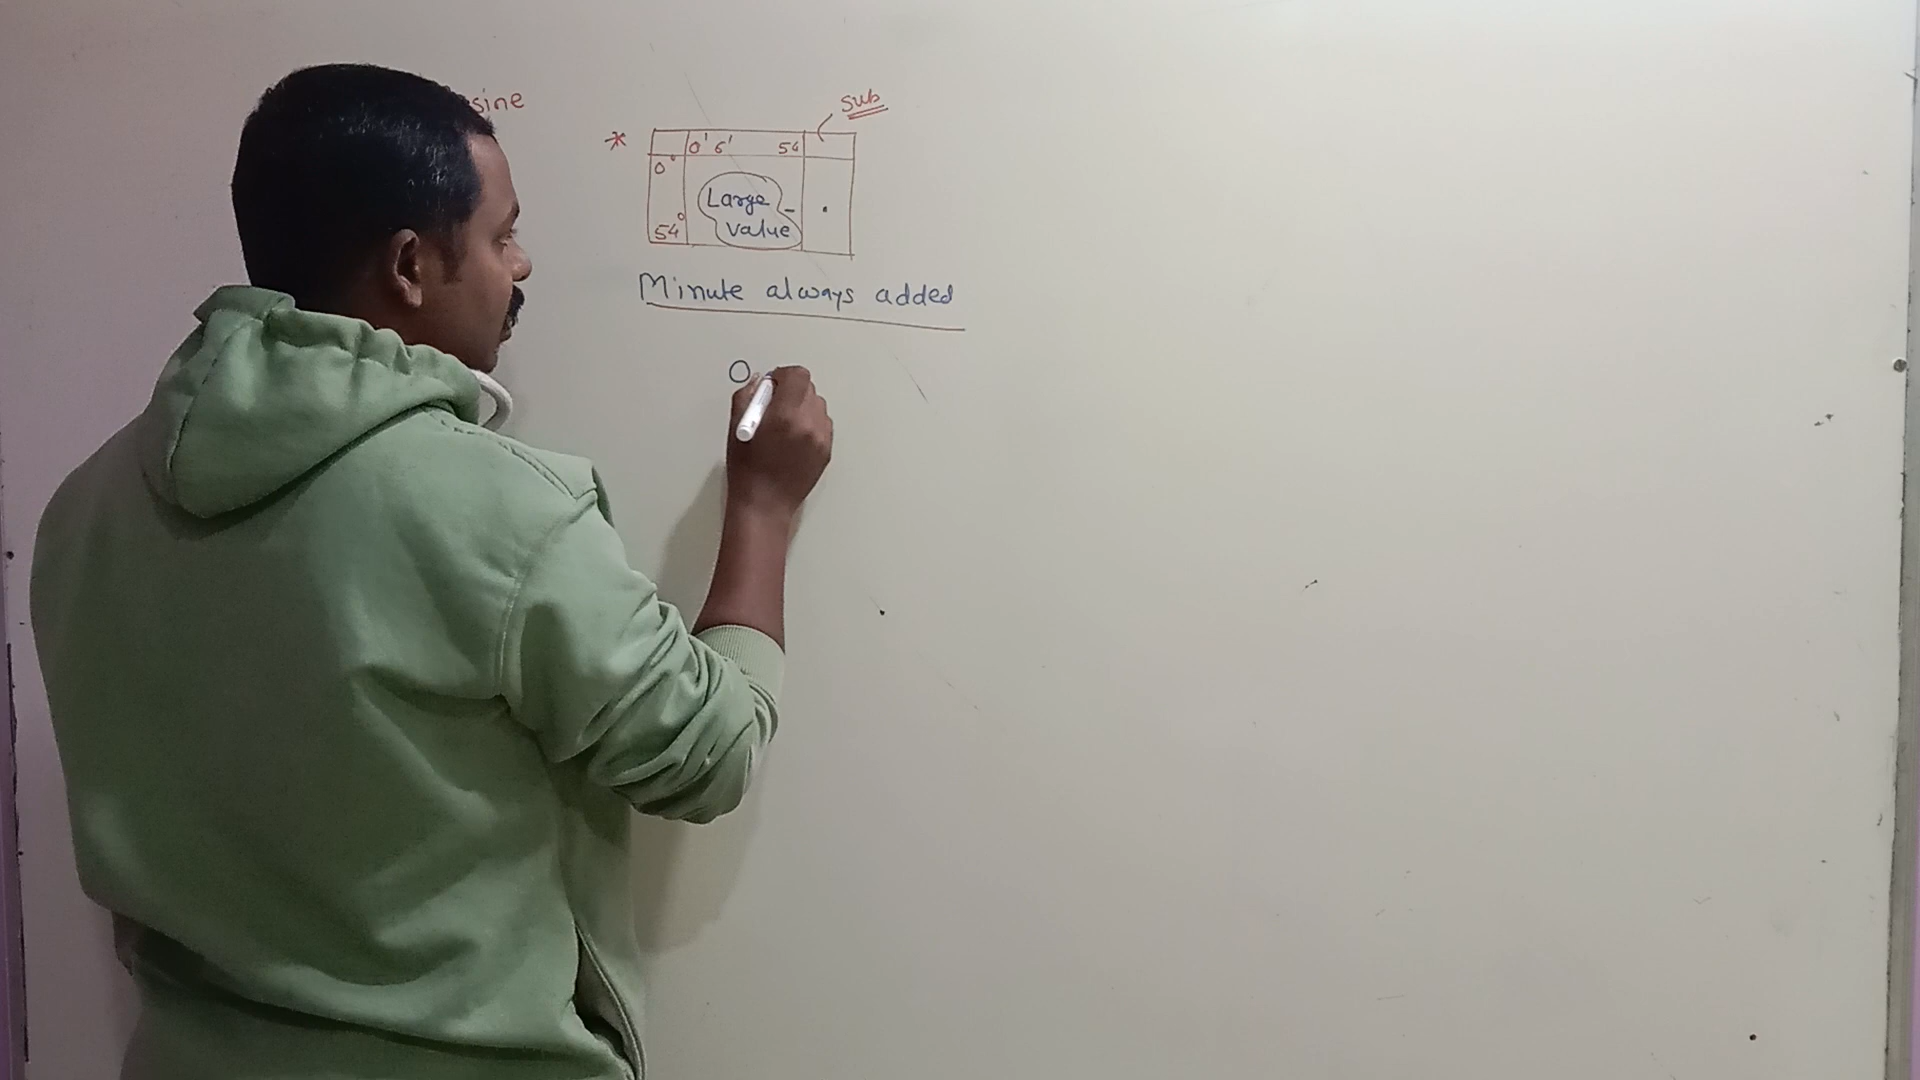 sine
Sub
* 0' 6' 54
0°
Large -
54° value
Minute always added
0.